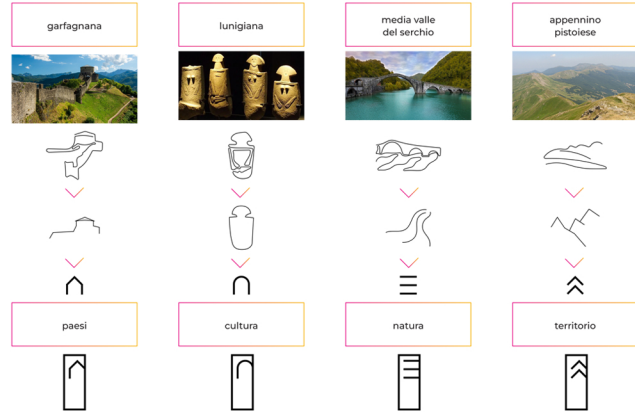 garfagnana
lunigiana
media valle
del serchio
appennino
pistoiese
paesi
cultura
natura
territorio